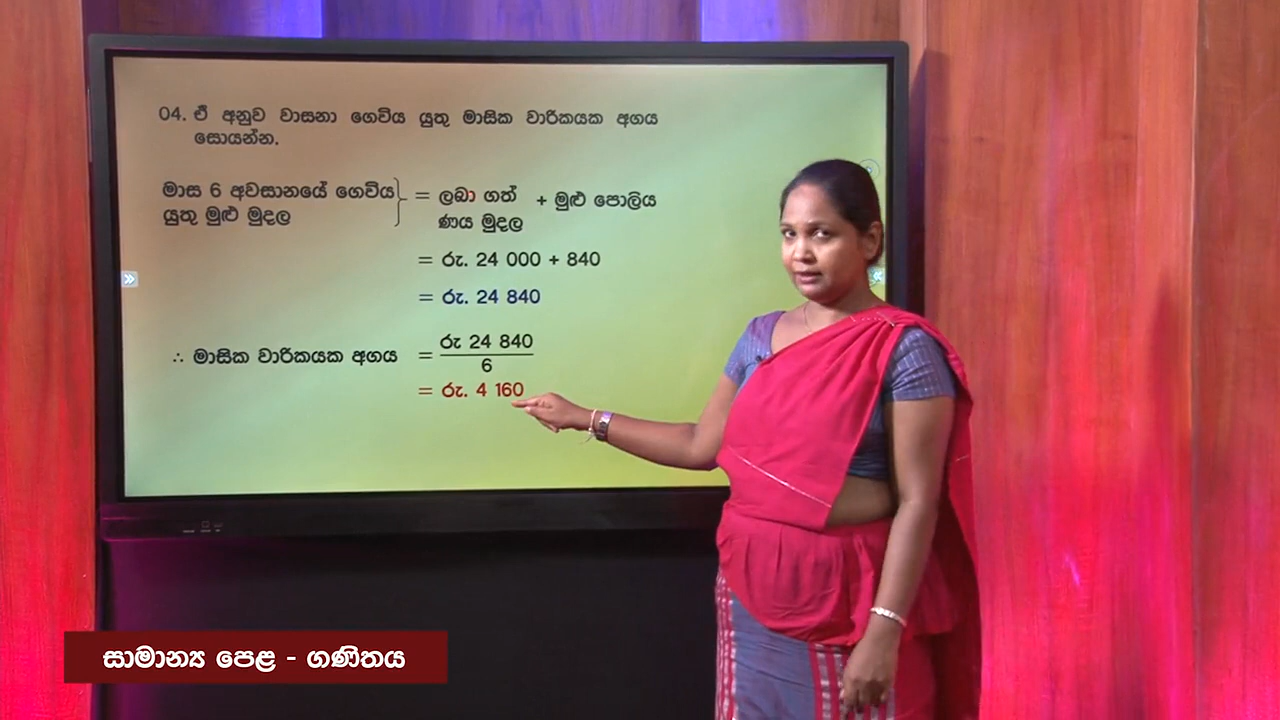 04. ඒ අනුව වාසනා ගෙවිය යුතු මාසික වාරිකයක අගය
සොයන්න.
මාස 6 අවසානයේ ගෙවිය යුතු මුළු මුදල = ලබා ගත් ණය මුදල + මුළු පොලිය
= රු. 24 000 + 840
= රු. 24 840
∴ මාසික වාරිකයක අගය = රු 24 840 / 6
= රු. 4 160
සාමාන්‍ය පෙළ - ගණිතය